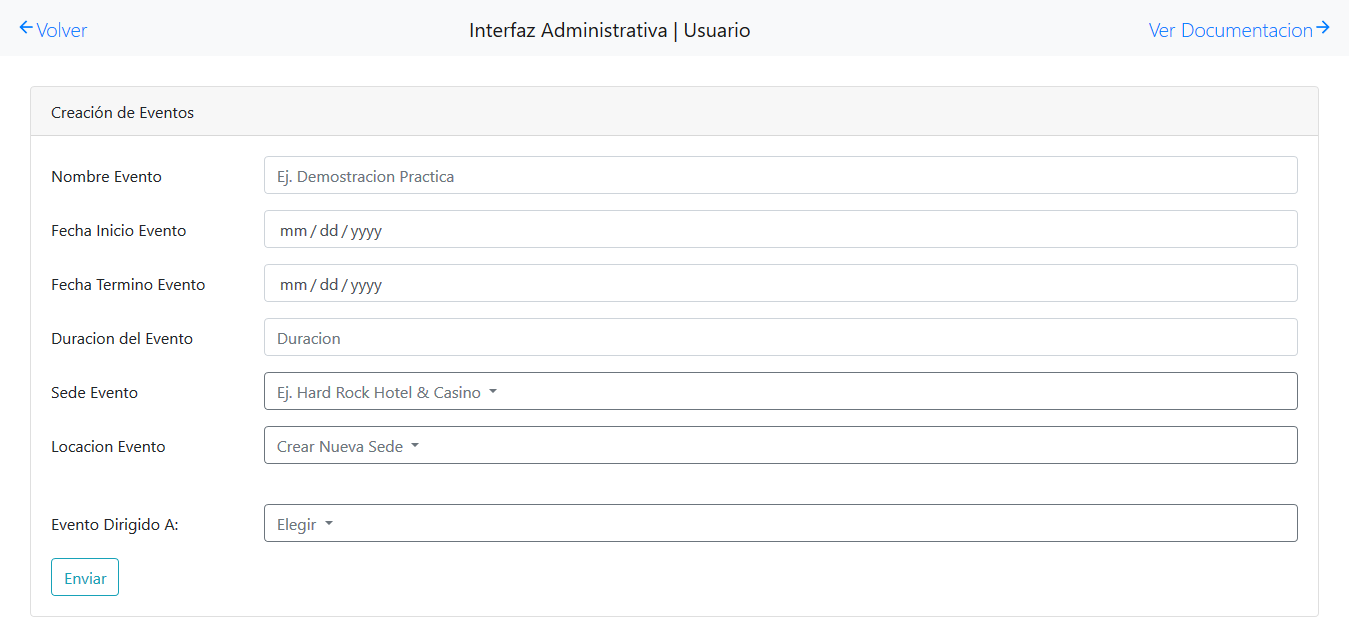 Volver
Interfaz Administrativa | Usuario
Ver Documentacion
Creación de Eventos
Nombre Evento
Ej. Demostracion Practica
Fecha Inicio Evento
mm/dd/yyyy
Fecha Termino Evento
mm/dd/yyyy
Duracion del Evento
Duracion
Sede Evento
Ej. Hard Rock Hotel & Casino
Locacion Evento
Crear Nueva Sede
Evento Dirigido A:
Elegir
Enviar